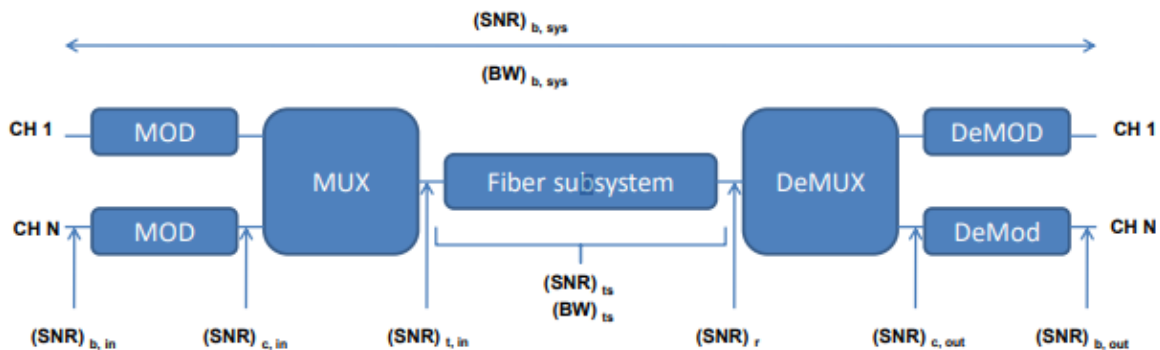 (SNR) b, sys
(BW) b, sys
CH 1 MOD DeMOD CH 1
MUX Fiber subsystem DeMUX
CH N MOD DeMod CH N
(SNR) ts
(BW) ts
(SNR) b, in (SNR) c, in (SNR) t, in (SNR) r (SNR) c, out (SNR) b, out